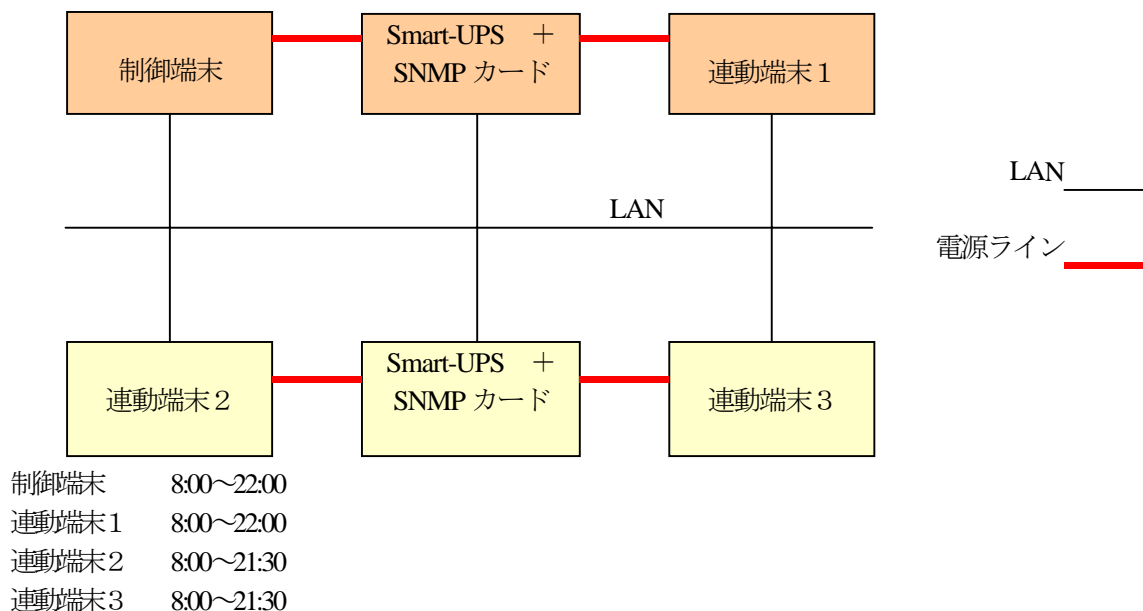 制御端末
Smart-UPS ＋
SNMP カード
連動端末１
LAN
LAN
電源ライン
連動端末２
Smart-UPS ＋
SNMP カード
連動端末３
制御端末 8:00～22:00
連動端末１ 8:00～22:00
連動端末２ 8:00～21:30
連動端末３ 8:00～21:30